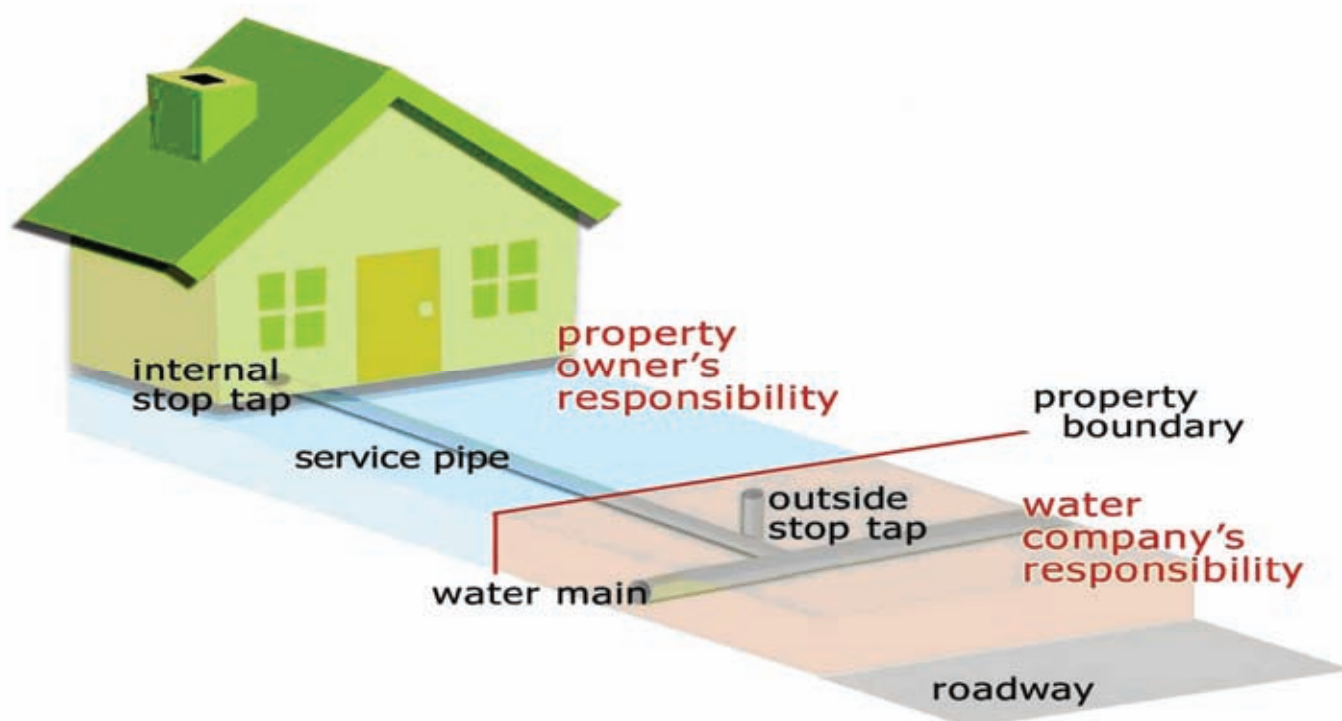 property
owner's
responsibility
internal
stop tap
property
boundary
service pipe
outside
stop tap
water
company's
responsibility
water main
roadway